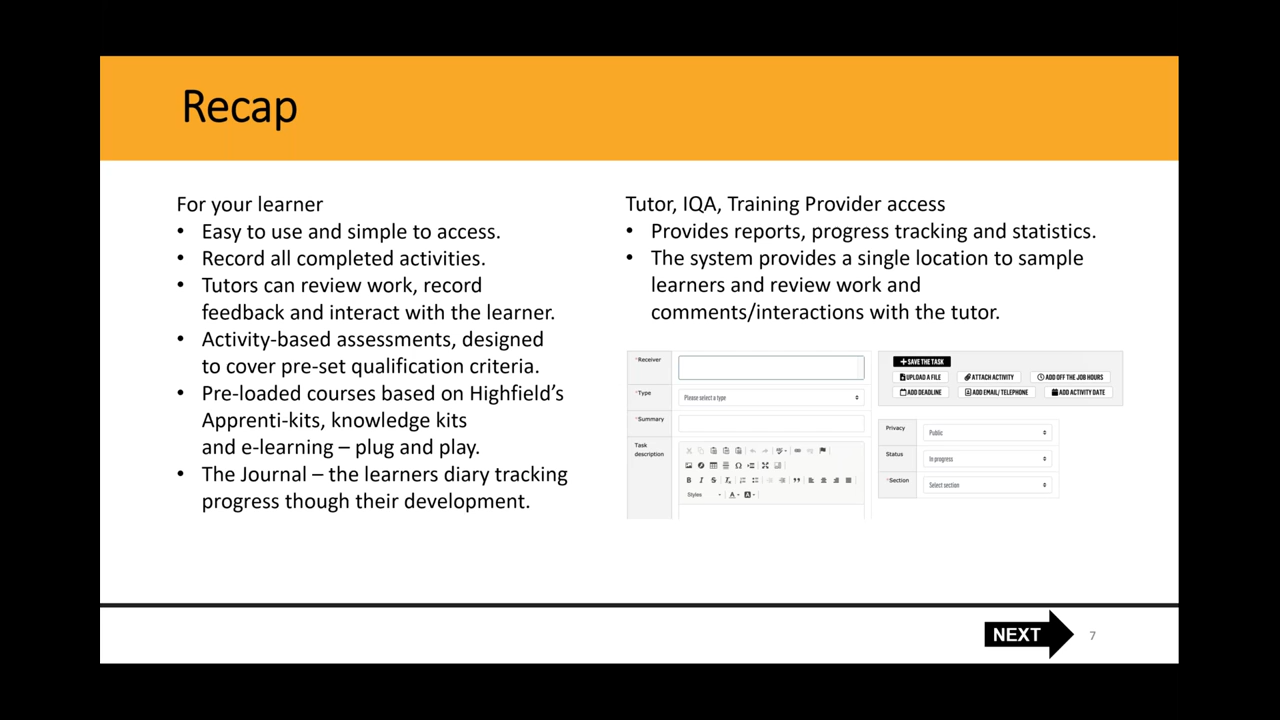 Recap
For your learner
• Easy to use and simple to access.
• Record all completed activities.
• Tutors can review work, record
feedback and interact with the learner.
• Activity-based assessments, designed
to cover pre-set qualification criteria.
• Pre-loaded courses based on Highfield's
Apprenti-kits, knowledge kits
and e-learning – plug and play.
• The Journal – the learners diary tracking
progress though their development.
Tutor, IQA, Training Provider access
• Provides reports, progress tracking and statistics.
• The system provides a single location to sample
learners and review work and
comments/interactions with the tutor.
*Receiver
*Type
Please select a type
*Summary
Task
description
Styles
SAVE THE TASK
UPLOAD A FILE
ATTACH ACTIVITY
ADD OFF THE JOB HOURS
ADD DEADLINE
ADD EMAIL/ TELEPHONE
ADD ACTIVITY DATE
Privacy
Public
Status
In progress
*Section
Select section
NEXT
7